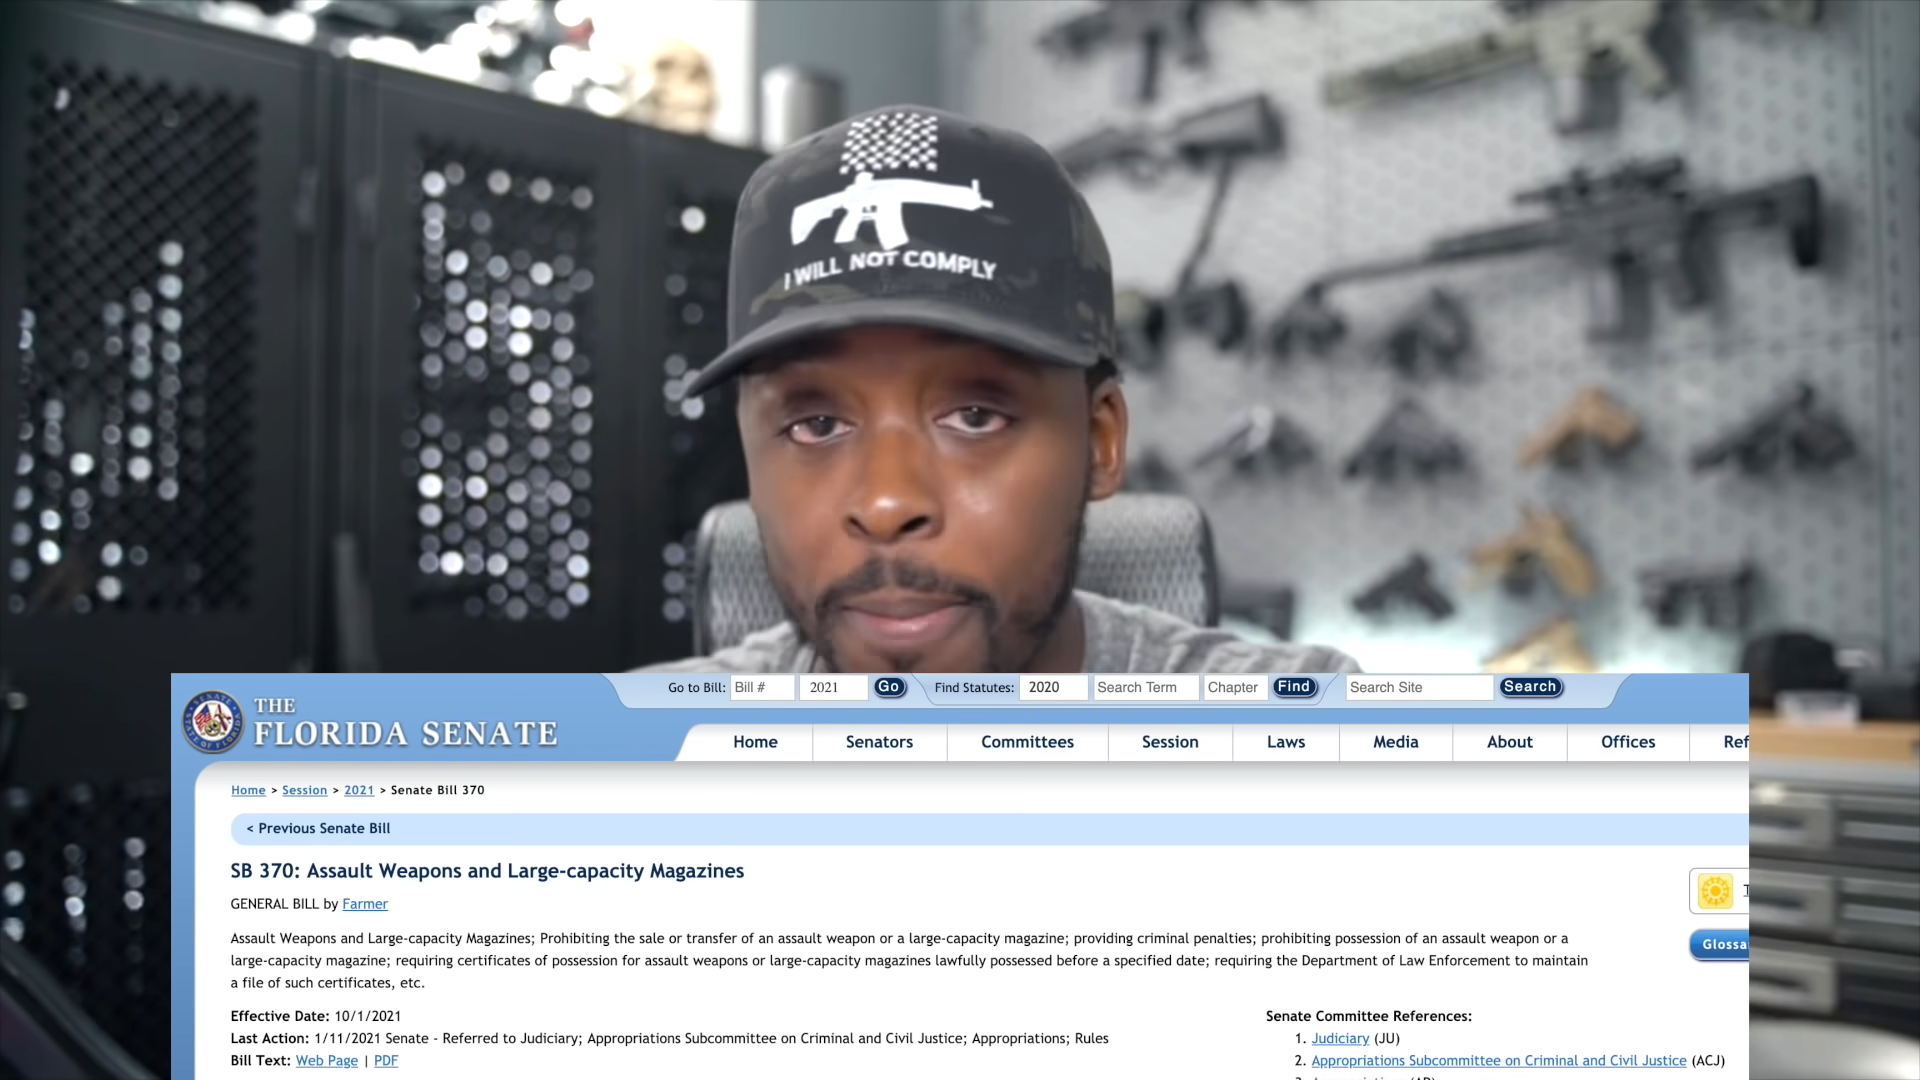 I WILL NOT COMPLY
Go to Bill: Bill # 2021 Go Find Statutes: 2020 Search Term Chapter Find Search Site Search
THE
FLORIDA SENATE
Home Senators Committees Session Laws Media About Offices Ref
Home > Session > 2021 > Senate Bill 370
< Previous Senate Bill
SB 370: Assault Weapons and Large-capacity Magazines
GENERAL BILL by Farmer
T
Glossa
Assault Weapons and Large-capacity Magazines; Prohibiting the sale or transfer of an assault weapon or a large-capacity magazine; providing criminal penalties; prohibiting possession of an assault weapon or a
large-capacity magazine; requiring certificates of possession for assault weapons or large-capacity magazines lawfully possessed before a specified date; requiring the Department of Law Enforcement to maintain
a file of such certificates, etc.
Effective Date: 10/1/2021
Last Action: 1/11/2021 Senate - Referred to Judiciary; Appropriations Subcommittee on Criminal and Civil Justice; Appropriations; Rules
Bill Text: Web Page | PDF
Senate Committee References:
1. Judiciary (JU)
2. Appropriations Subcommittee on Criminal and Civil Justice (ACJ)